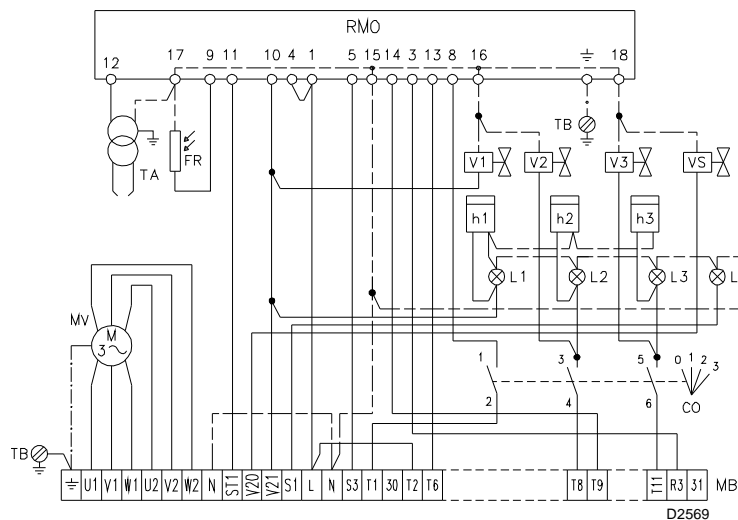 RMO
12 17 9 11 10 4 1 5 15 14 3 13 8 16 18
TB
FR
TA
V1 V2 V3 VS
h1 h2 h3
L1 L2 L3 L
MV
M
3
1 3 5 0 1 2 3
2 4 6
CO
TB
U1 V1 W1 U2 V2 W2 N ST1 V20 V21 S1 L N S3 T1 30 T2 T6 T8 T9 T11 R3 31 MB
D2569